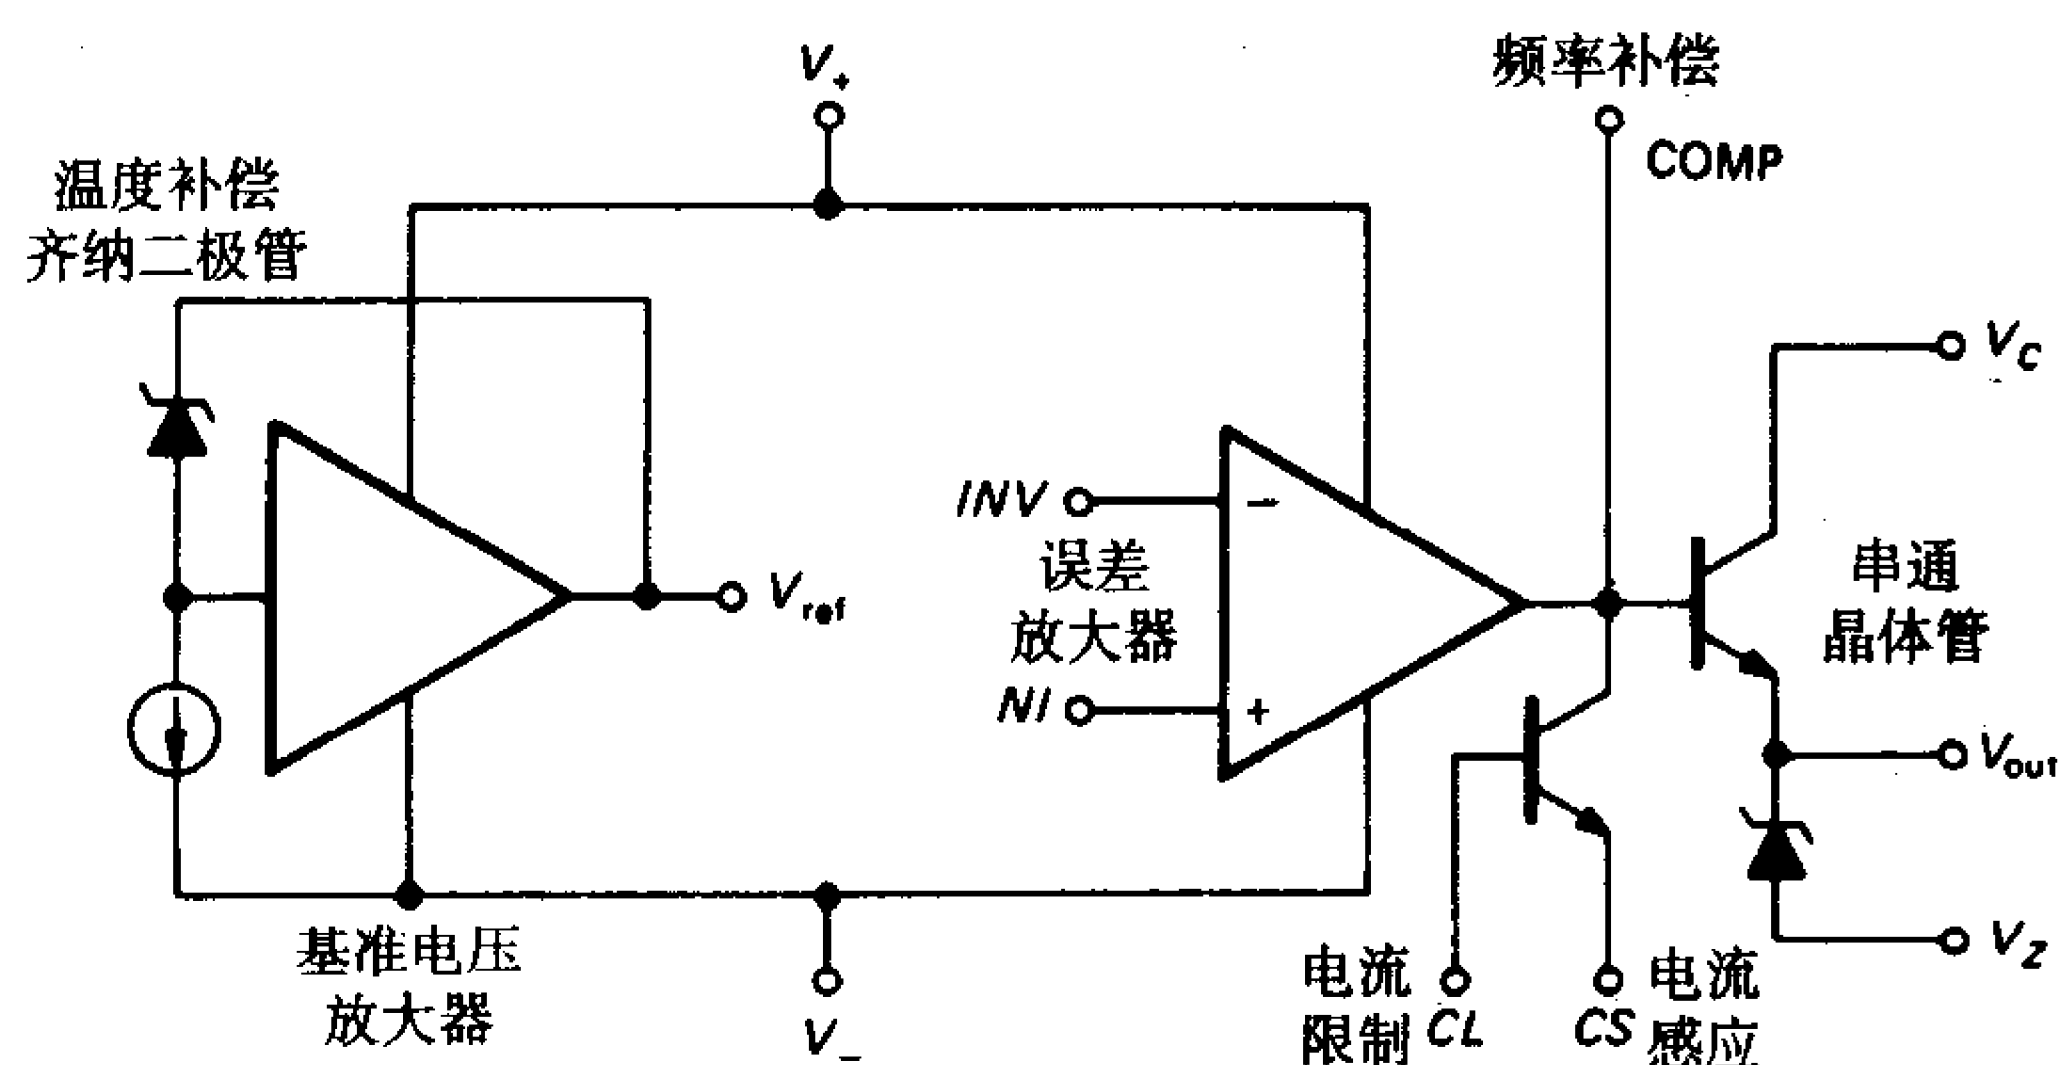 V+
频率补偿
COMP
温度补偿
齐纳二极管
VC
INV
−
误差
放大器
NI
+
Vref
串通
晶体管
Vout
VZ
基准电压
放大器
V−
电流
限制
CL
CS
电流
感应